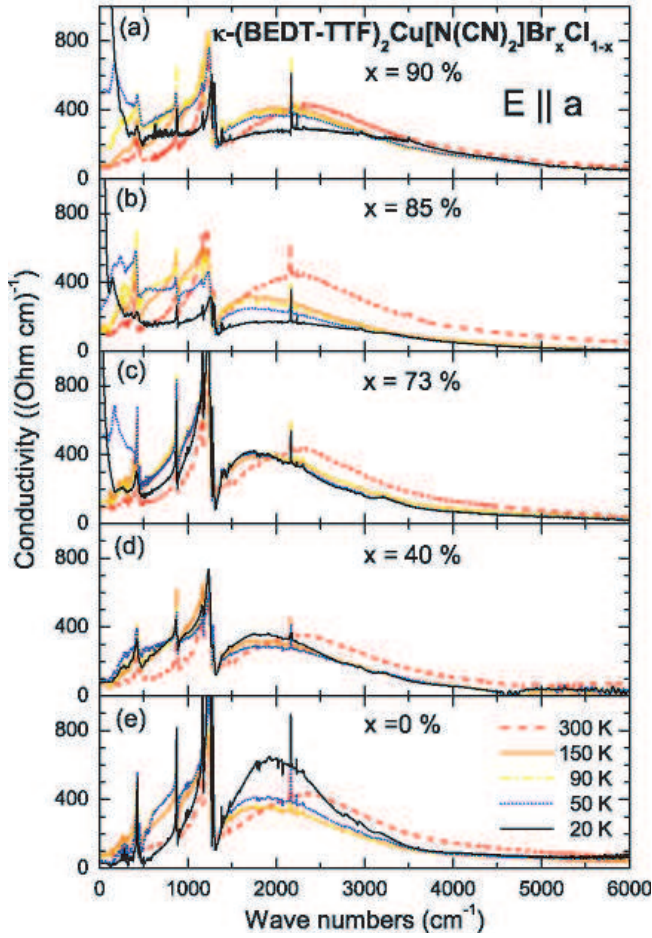 (a) κ-(BEDT-TTF)₂Cu[N(CN)₂]BrₓCl₁₋ₓ
x = 90 %
E || a
800
400
0
(b)
x = 85 %
800
400
0
(c)
x = 73 %
800
400
0
(d)
x = 40 %
800
400
0
(e)
x =0 %
800
400
0
300 K
150 K
90 K
50 K
20 K
0 1000 2000 3000 4000 5000 6000
Wave numbers (cm⁻¹)
Conductivity ((Ohm cm)⁻¹